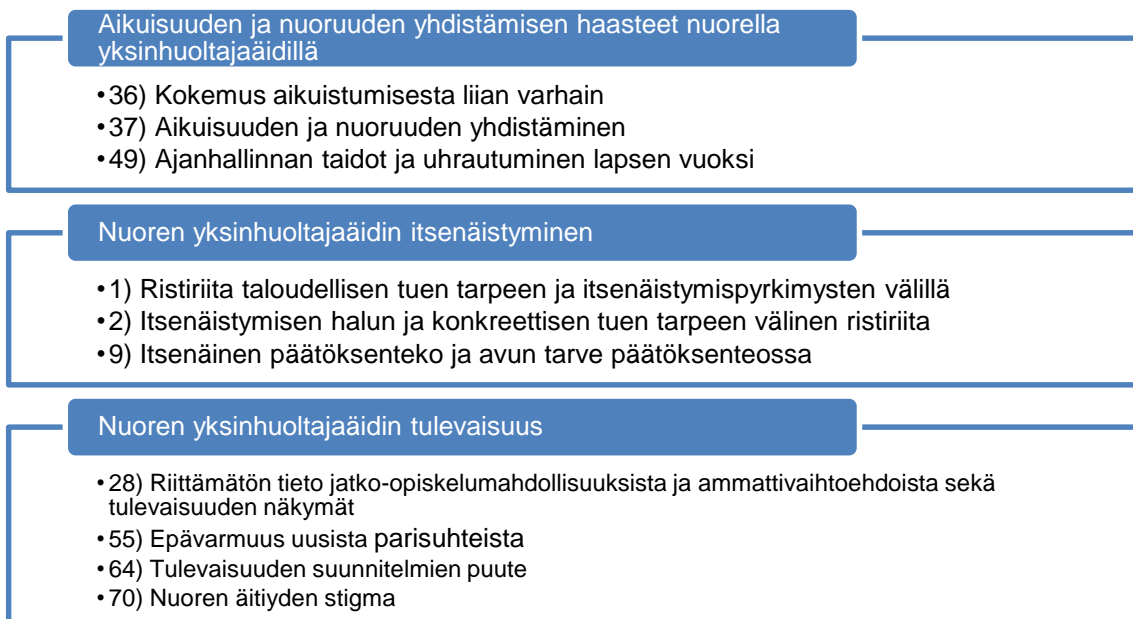 Aikuisuuden ja nuoruuden yhdistämisen haasteet nuorella
yksinhuoltajaäidillä
•36) Kokemus aikuistumisesta liian varhain
•37) Aikuisuuden ja nuoruuden yhdistäminen
•49) Ajanhallinnan taidot ja uhrautuminen lapsen vuoksi
Nuoren yksinhuoltajaäidin itsenäistyminen
•1) Ristiriita taloudellisen tuen tarpeen ja itsenäistymispyrkimysten välillä
•2) Itsenäistymisen halun ja konkreettisen tuen tarpeen välinen ristiriita
•9) Itsenäinen päätöksenteko ja avun tarve päätöksenteossa
Nuoren yksinhuoltajaäidin tulevaisuus
•28) Riittämätön tieto jatko-opiskelumahdollisuuksista ja ammattivaihtoehdoista sekä
tulevaisuuden näkymät
•55) Epävarmuus uusista parisuhteista
•64) Tulevaisuuden suunnitelmien puute
•70) Nuoren äitiyden stigma